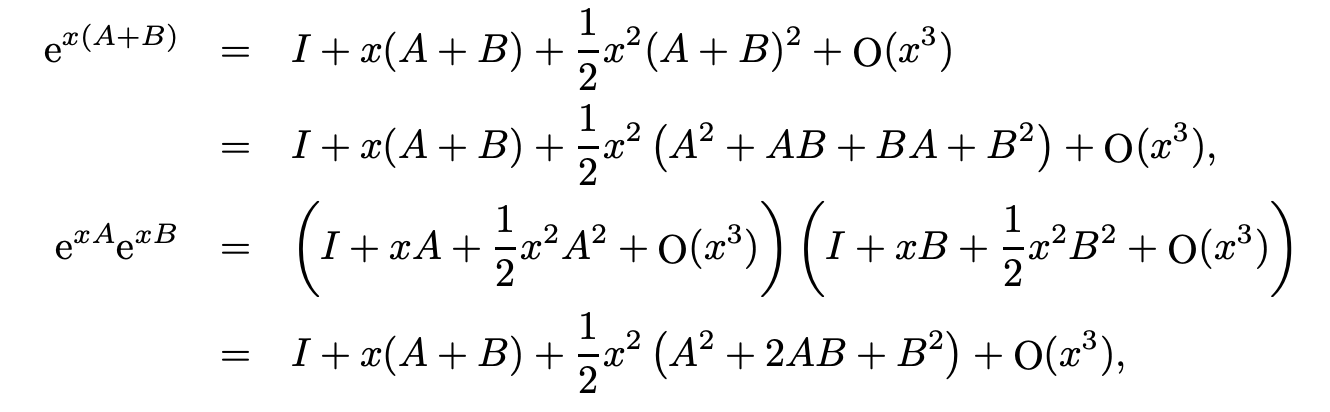 e^{x(A+B)} = I + x(A + B) + \frac{1}{2}x^2(A + B)^2 + O(x^3)
= I + x(A + B) + \frac{1}{2}x^2 (A^2 + AB + BA + B^2) + O(x^3),
e^{xA}e^{xB} = (I + xA + \frac{1}{2}x^2A^2 + O(x^3)) (I + xB + \frac{1}{2}x^2B^2 + O(x^3))
= I + x(A + B) + \frac{1}{2}x^2 (A^2 + 2AB + B^2) + O(x^3),